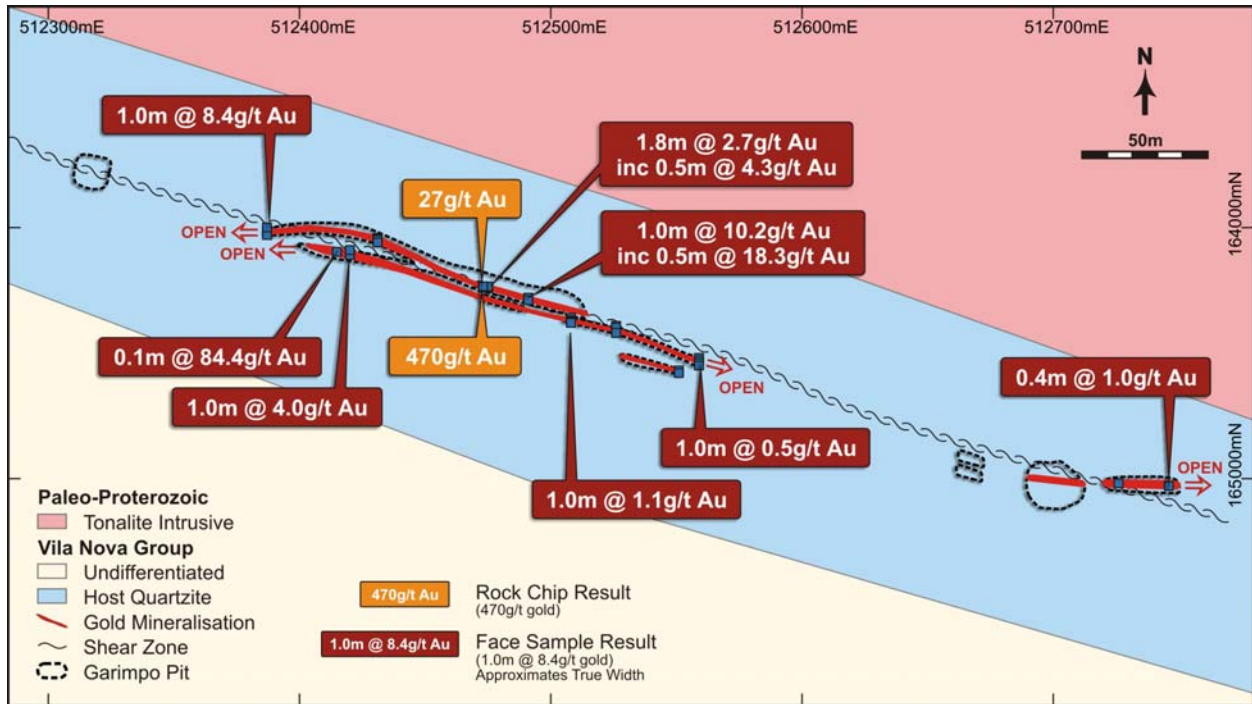 512300mE
512400mE
512500mE
512600mE
512700mE
N
50m
164000mN
165000mN
1.0m @ 8.4g/t Au
1.8m @ 2.7g/t Au
inc 0.5m @ 4.3g/t Au
27g/t Au
1.0m @ 10.2g/t Au
inc 0.5m @ 18.3g/t Au
OPEN
OPEN
0.1m @ 84.4g/t Au
470g/t Au
OPEN
0.4m @ 1.0g/t Au
1.0m @ 4.0g/t Au
1.0m @ 0.5g/t Au
OPEN
1.0m @ 1.1g/t Au
Paleo-Proterozoic
Tonalite Intrusive
Vila Nova Group
Undifferentiated
Host Quartzite
Gold Mineralisation
Shear Zone
Garimpo Pit
470g/t Au
Rock Chip Result
(470g/t gold)
1.0m @ 8.4g/t Au
Face Sample Result
(1.0m @ 8.4g/t gold)
Approximates True Width